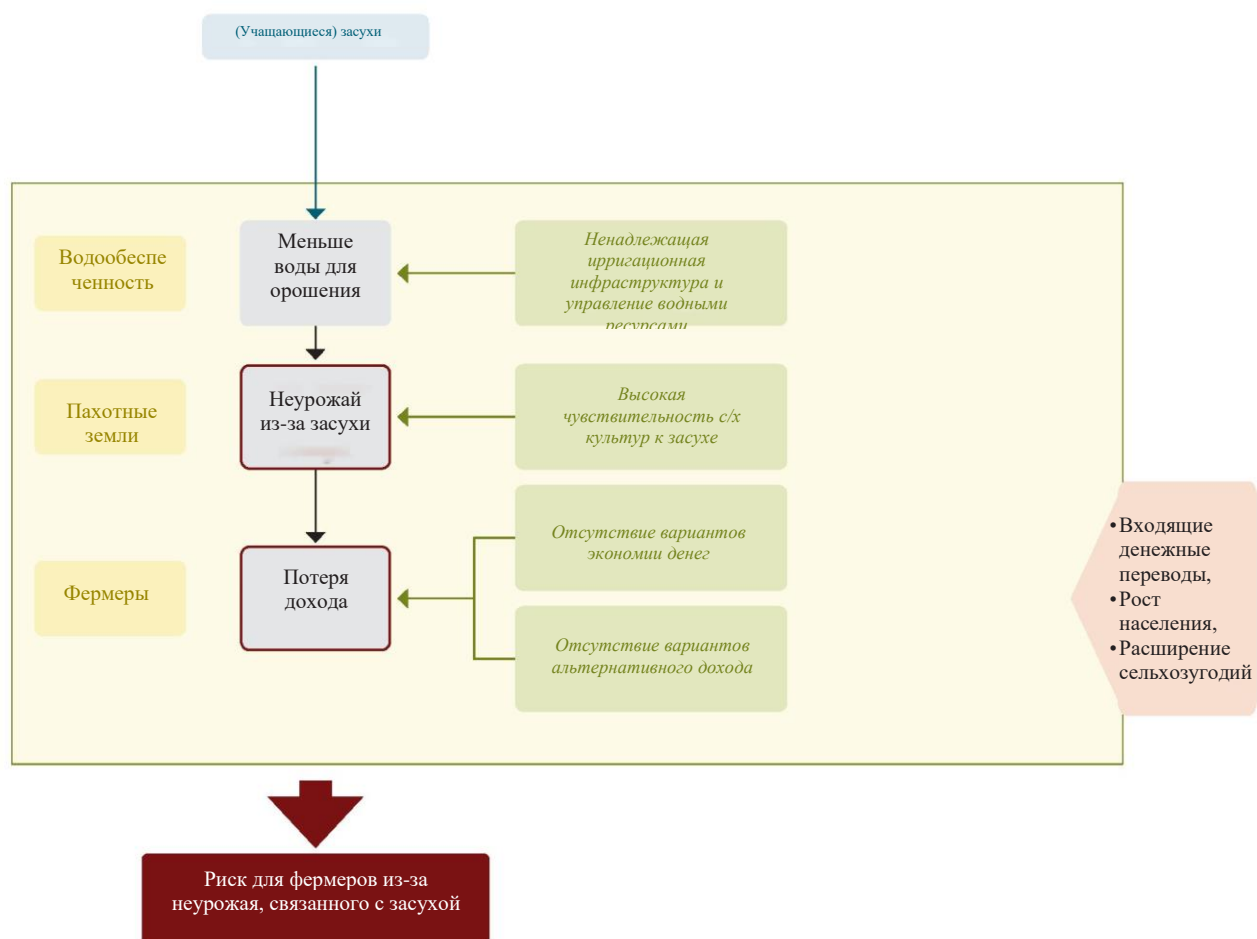 (Учащающиеся) засухи
Водообеспе
ченность
Меньше
воды для
орошения
Ненадлежащая
ирригационная
инфраструктура и
управление водными
ресурсами
Пахотные
земли
Неурожай
из-за засухи
Высокая
чувствительность с/х
культур к засухе
Фермеры
Потеря
дохода
Отсутствие вариантов
экономии денег
Отсутствие вариантов
альтернативного дохода
•Входящие
денежные
переводы,
•Рост
населения,
•Расширение
сельхозугодий
Риск для фермеров из-за
неурожая, связанного с засухой